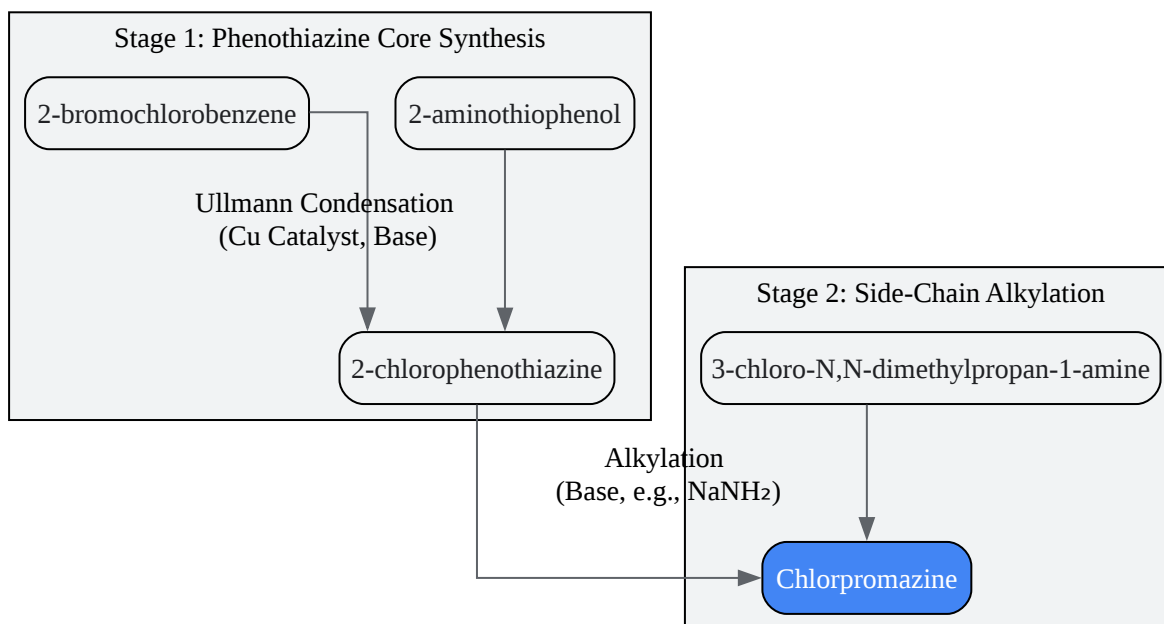 Stage 1: Phenothiazine Core Synthesis
2-bromochlorobenzene
2-aminothiophenol
Ullmann Condensation
(Cu Catalyst, Base)
2-chlorophenothiazine
Stage 2: Side-Chain Alkylation
3-chloro-N,N-dimethylpropan-1-amine
Alkylation
(Base, e.g., NaNH₂)
Chlorpromazine